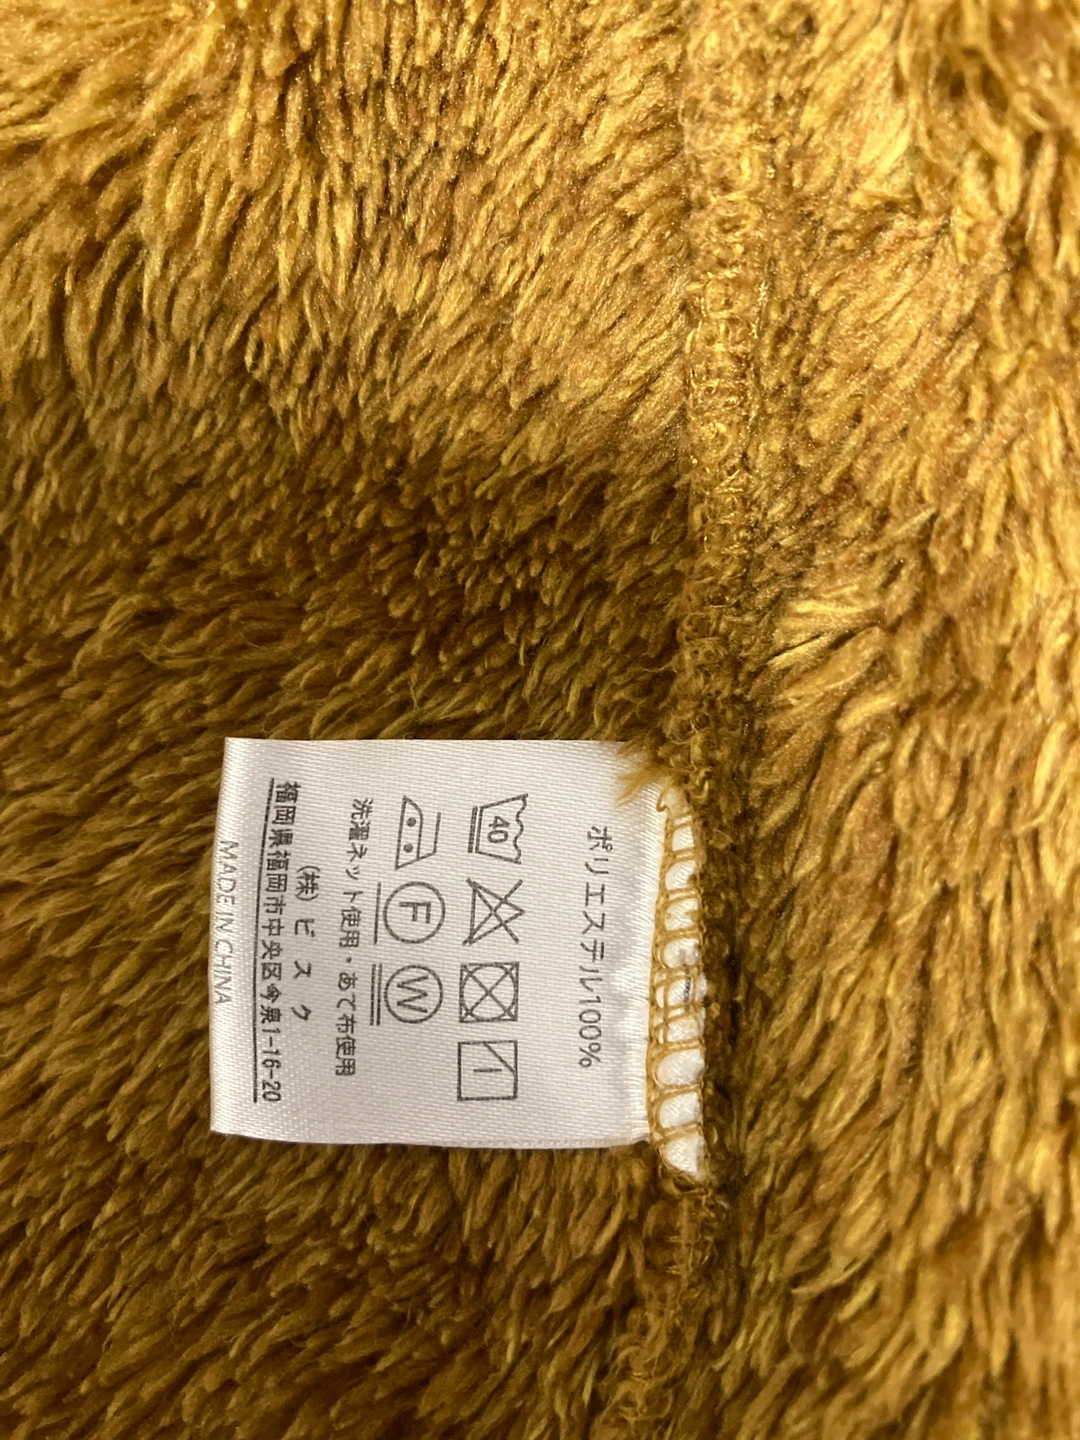 ポリエステル100%
40
F W
洗濯ネット使用・あて布使用
(株)ビスク
福岡県福岡市中央区今泉1-16-20
MADE IN CHINA